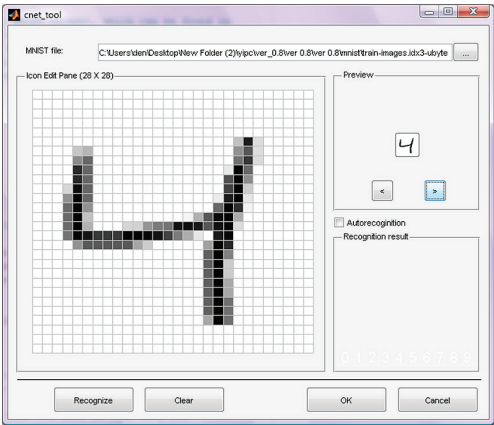 cnet_tool
MNIST file:
C:\Users\den\Desktop\New Folder (2)\yipc\ver_0.8\ver 0.8\ver 0.8\mnist\train-images.idx3-ubyte
...
Icon Edit Pane (28 X 28)
Preview
4
<
>
Autorecoginition
Recognition result
0 1 2 3 4 5 6 7 8 9
Recognize
Clear
OK
Cancel